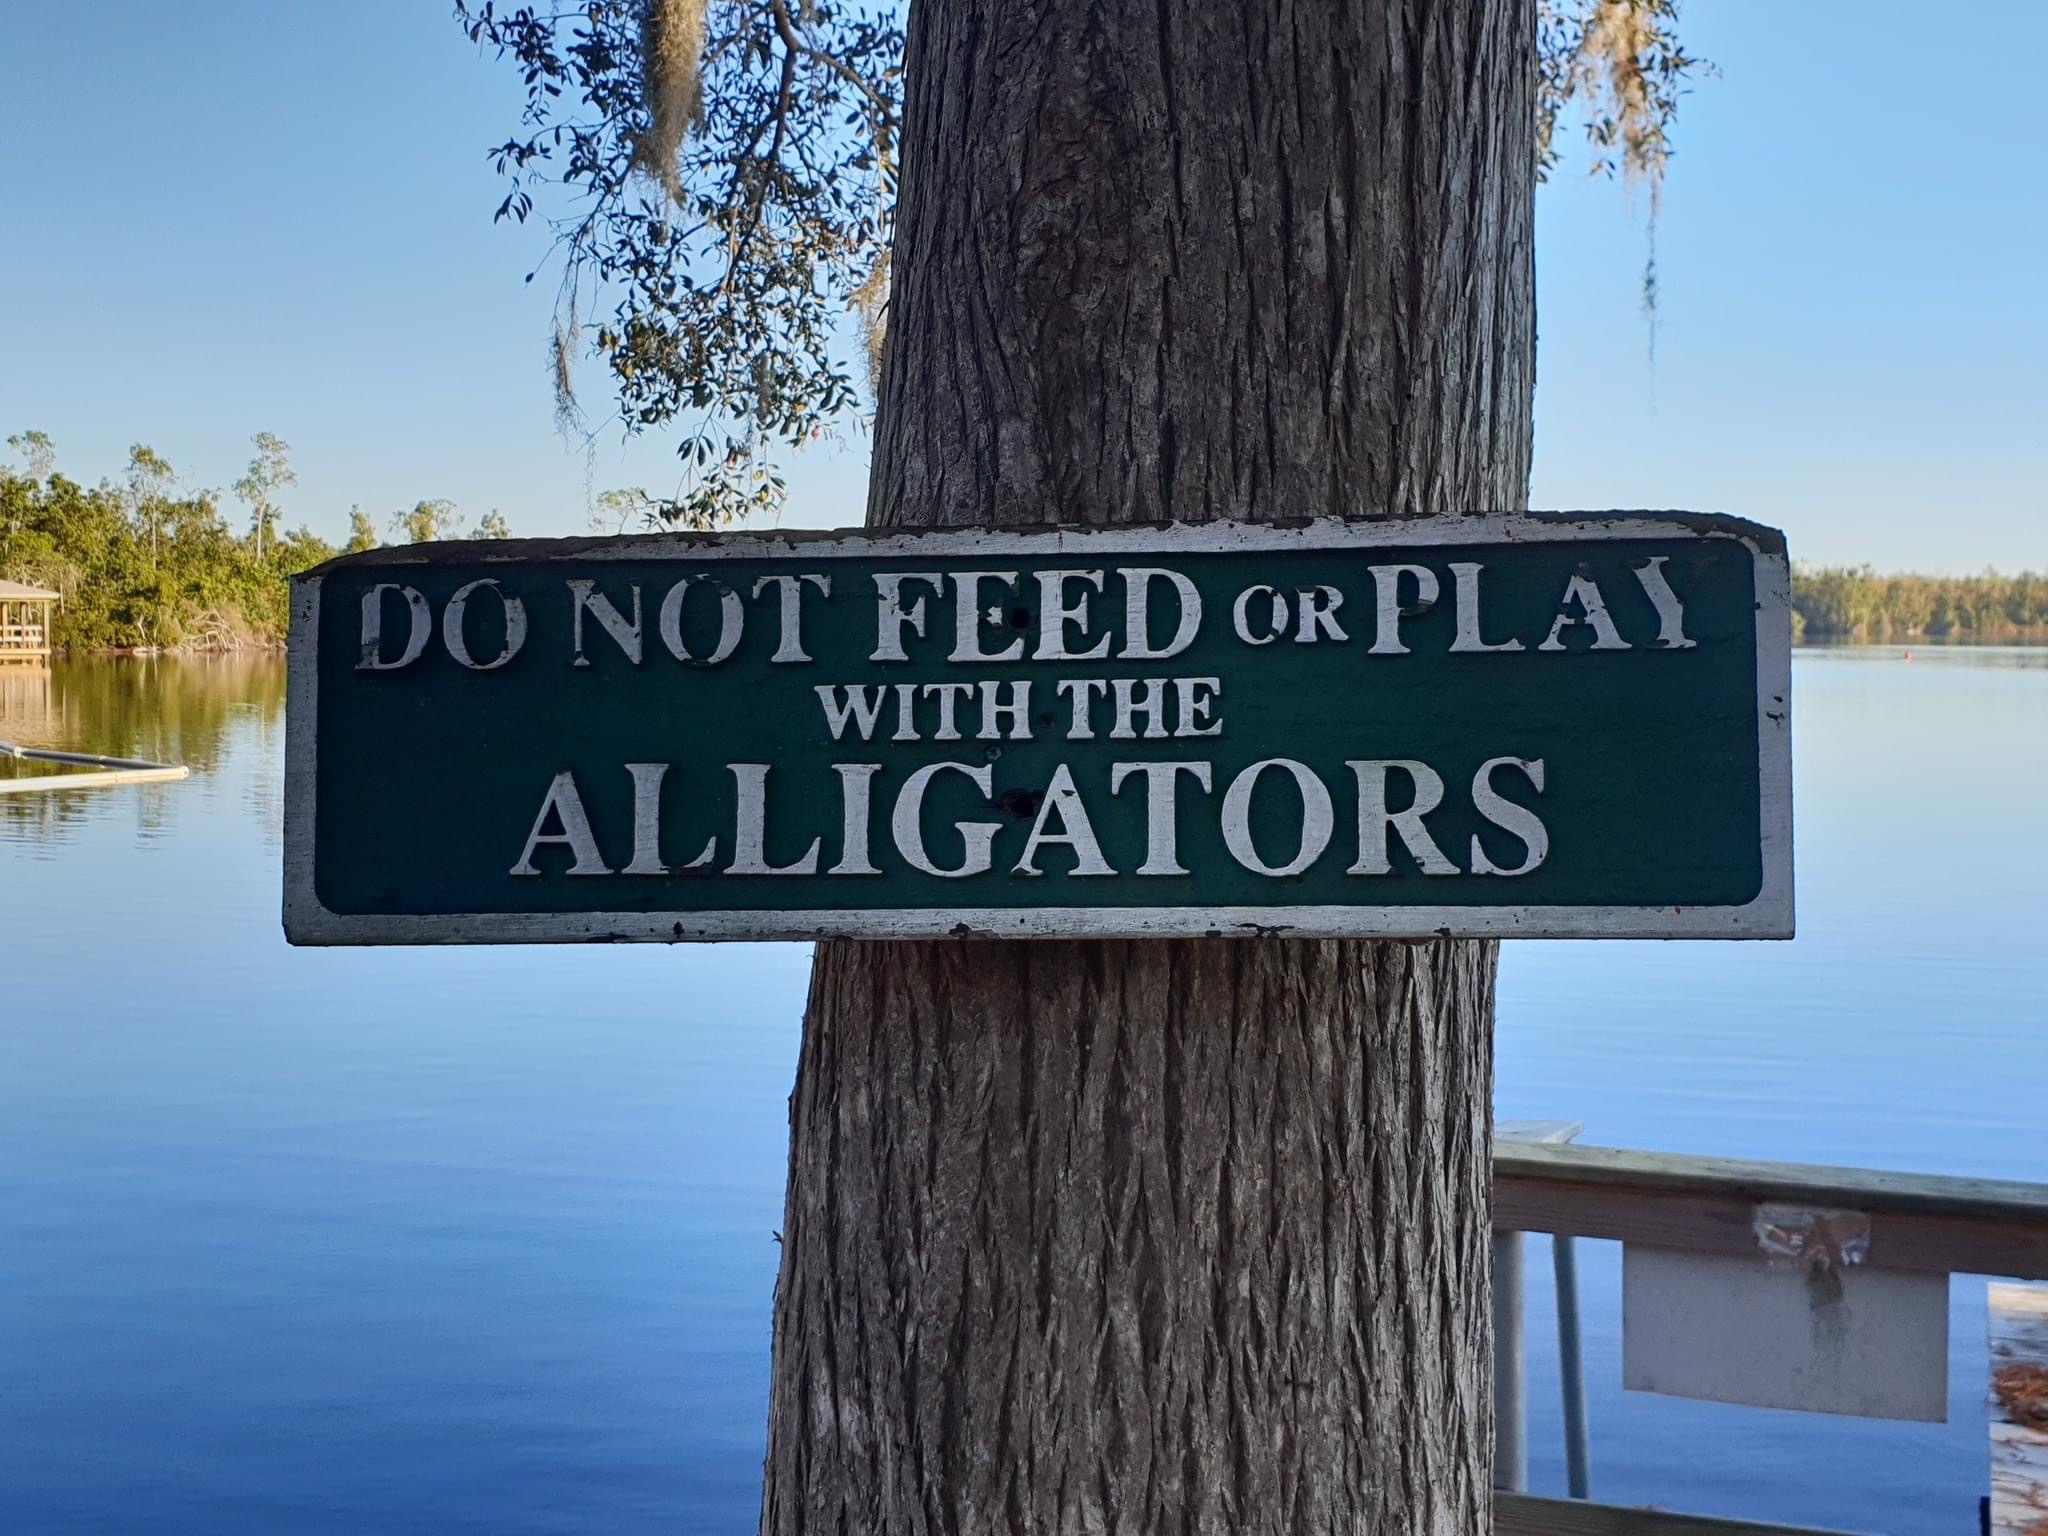 DO NOT FEED OR PLAY
WITH THE
ALLIGATORS